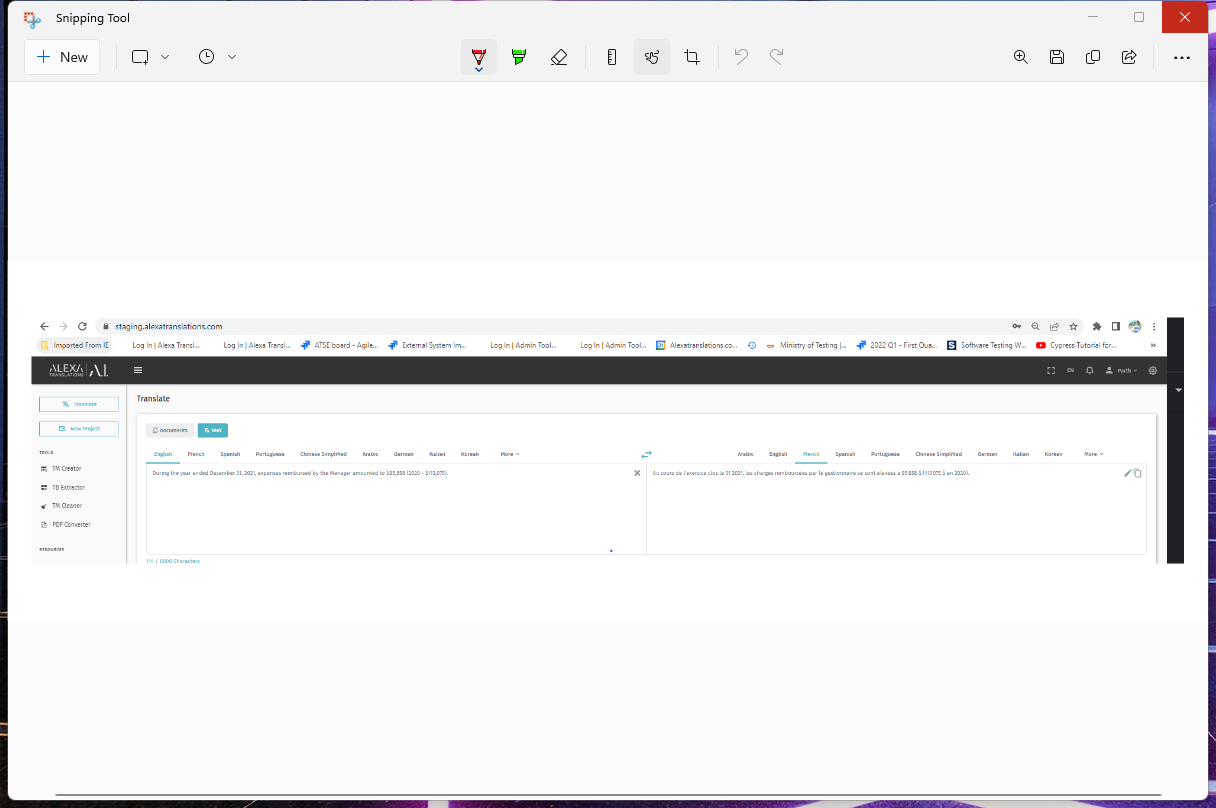 Snipping Tool
New
staging.alexatranslations.com
Imported From IE Log In | Alexa Transl... Log In | Alexa Transl... ATSE board - Agile... External System Im... Log In | Admin Tool... Log In | Admin Tool... Alexatranslations.co... Ministry of Testing |... 2022 Q1 - First Qua... Software Testing W... Cypress Tutorial for... »
ALEXA TRANSLATIONS A.I. EN Parth
Translate
Translate
New Project
Documents Text
TOOLS
English French Spanish Portuguese Chinese Simplified Arabic German Italian Korean More
Arabic English French Spanish Portuguese Chinese Simplified German Italian Korean More
TM Creator
During the year ended December 31, 2021, expenses reimbursed by the Manager amounted to $85,858 (2020 - $113,075).
Au cours de l'exercice clos le 31 2021, les charges remboursées par le gestionnaire se sont élevées à 85 858 $ (113 075 $ en 2020).
TB Extractor
TM Cleaner
PDF Converter
RESOURCES
/ 8000 Characters